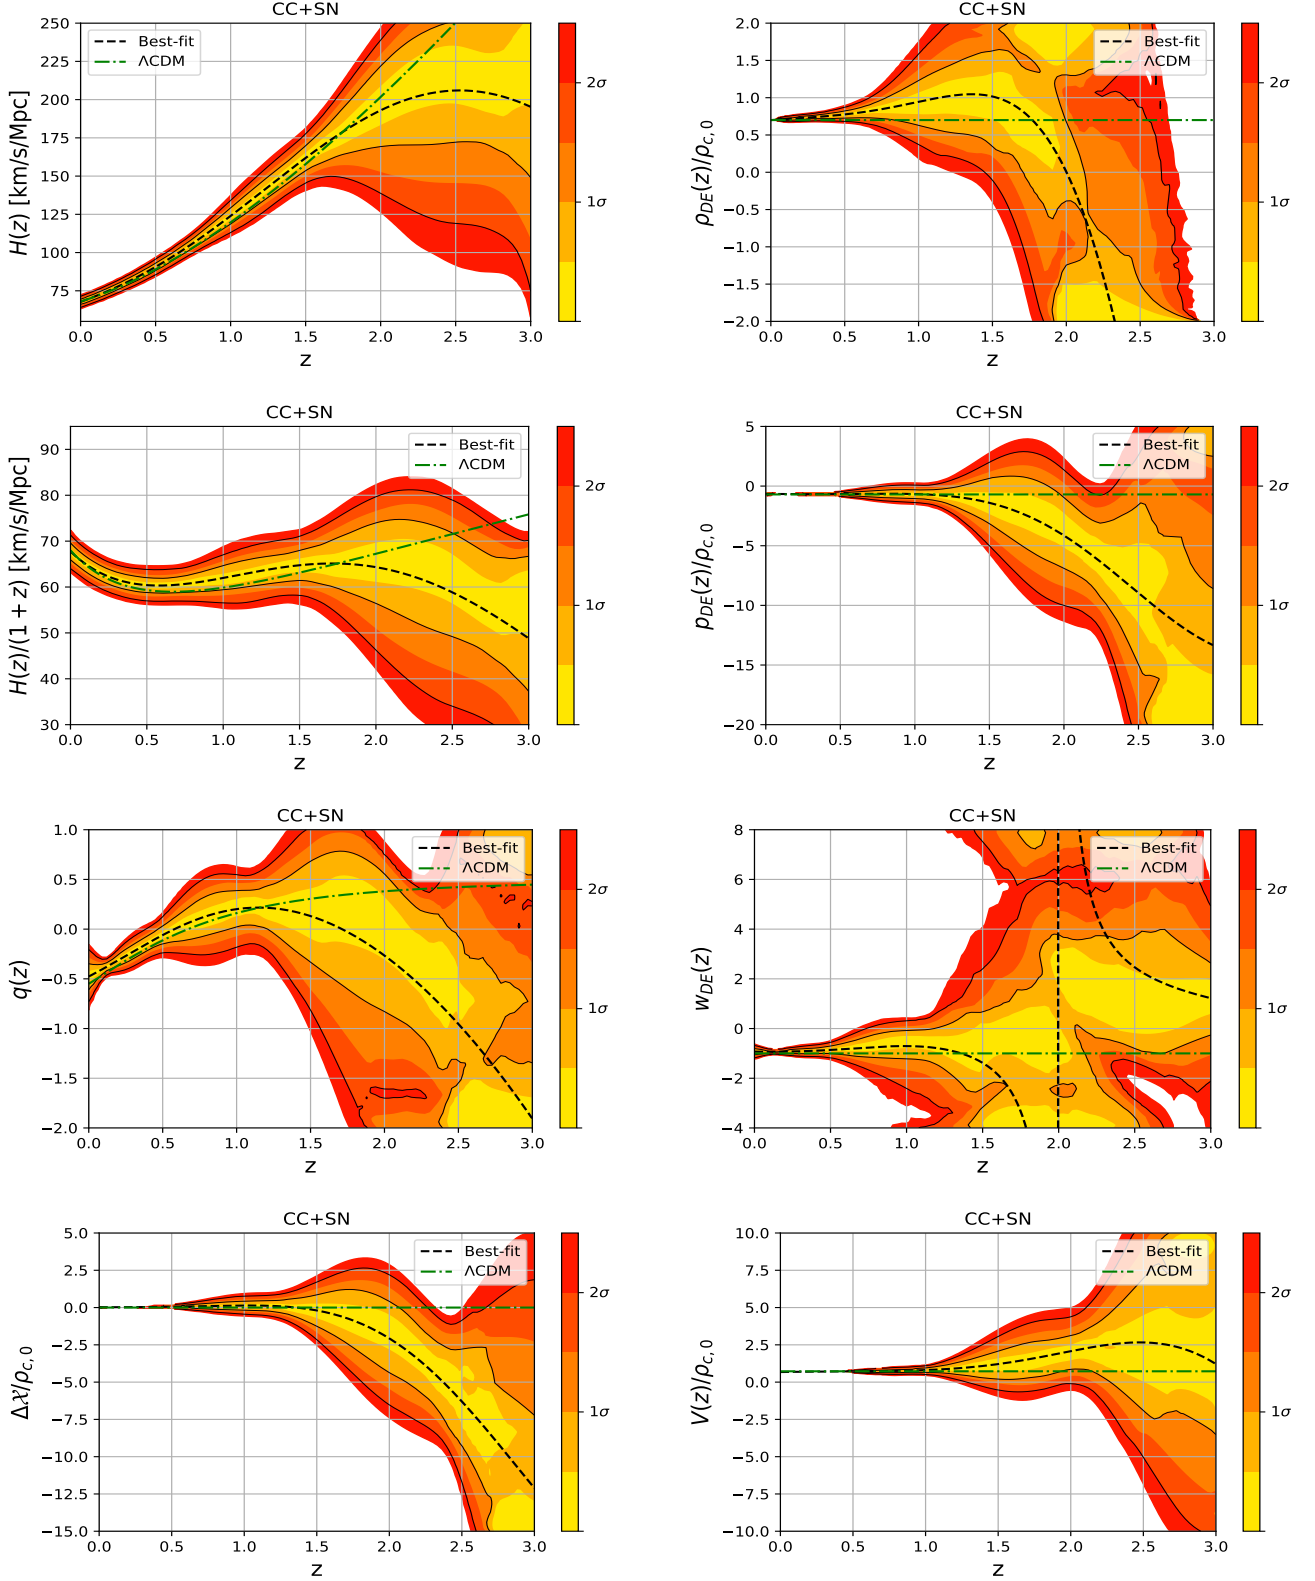 CC+SN
250
225
200
175
150
125
100
75
0.0 0.5 1.0 1.5 2.0 2.5 3.0
z
H(z) [km/s/Mpc]
Best-fit
ΛCDM
2σ
1σ
CC+SN
2.0
1.5
1.0
0.5
0.0
−0.5
−1.0
−1.5
−2.0
0.0 0.5 1.0 1.5 2.0 2.5 3.0
z
ρ_DE(z)/ρ_c,0
Best-fit
ΛCDM
2σ
1σ
CC+SN
90
80
70
60
50
40
30
0.0 0.5 1.0 1.5 2.0 2.5 3.0
z
H(z)/(1 + z) [km/s/Mpc]
Best-fit
ΛCDM
2σ
1σ
CC+SN
5
0
−5
−10
−15
−20
0.0 0.5 1.0 1.5 2.0 2.5 3.0
z
p_DE(z)/ρ_c,0
Best-fit
ΛCDM
2σ
1σ
CC+SN
1.0
0.5
0.0
−0.5
−1.0
−1.5
−2.0
0.0 0.5 1.0 1.5 2.0 2.5 3.0
z
q(z)
Best-fit
ΛCDM
2σ
1σ
CC+SN
8
6
4
2
0
−2
−4
0.0 0.5 1.0 1.5 2.0 2.5 3.0
z
w_DE(z)
Best-fit
ΛCDM
2σ
1σ
CC+SN
5.0
2.5
0.0
−2.5
−5.0
−7.5
−10.0
−12.5
−15.0
0.0 0.5 1.0 1.5 2.0 2.5 3.0
z
Δ𝒳/ρ_c,0
Best-fit
ΛCDM
2σ
1σ
CC+SN
10.0
7.5
5.0
2.5
0.0
−2.5
−5.0
−7.5
−10.0
0.0 0.5 1.0 1.5 2.0 2.5 3.0
z
V(z)/ρ_c,0
Best-fit
ΛCDM
2σ
1σ